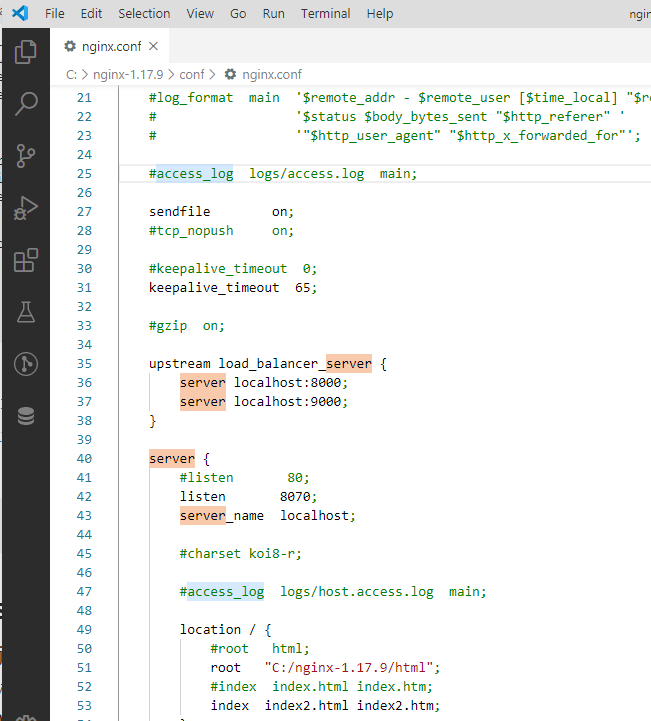 File Edit Selection View Go Run Terminal Help ngin
nginx.conf ×
C: > nginx-1.17.9 > conf > nginx.conf
21 #log_format  main  '$remote_addr - $remote_user [$time_local] "$re
22 #                  '$status $body_bytes_sent "$http_referer" '
23 #                  '"$http_user_agent" "$http_x_forwarded_for"';
24
25 #access_log  logs/access.log  main;
26
27 sendfile        on;
28 #tcp_nopush     on;
29
30 #keepalive_timeout  0;
31 keepalive_timeout  65;
32
33 #gzip  on;
34
35 upstream load_balancer_server {
36     server localhost:8000;
37     server localhost:9000;
38 }
39
40 server {
41     #listen       80;
42     listen       8070;
43     server_name  localhost;
44
45     #charset koi8-r;
46
47     #access_log  logs/host.access.log  main;
48
49     location / {
50         #root   html;
51         root   "C:/nginx-1.17.9/html";
52         #index  index.html index.htm;
53         index  index2.html index2.htm;